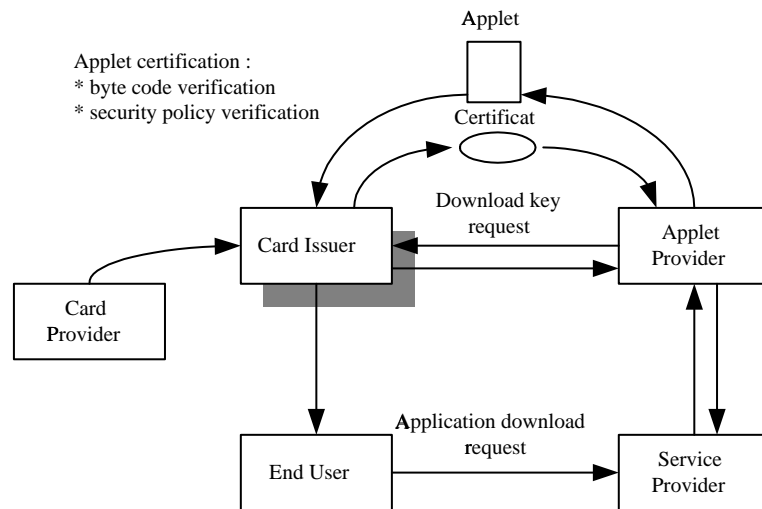 Applet
Applet certification :
* byte code verification
* security policy verification
Certificat
Download key
request
Card Issuer
Applet
Provider
Card
Provider
Application download
request
End User
Service
Provider